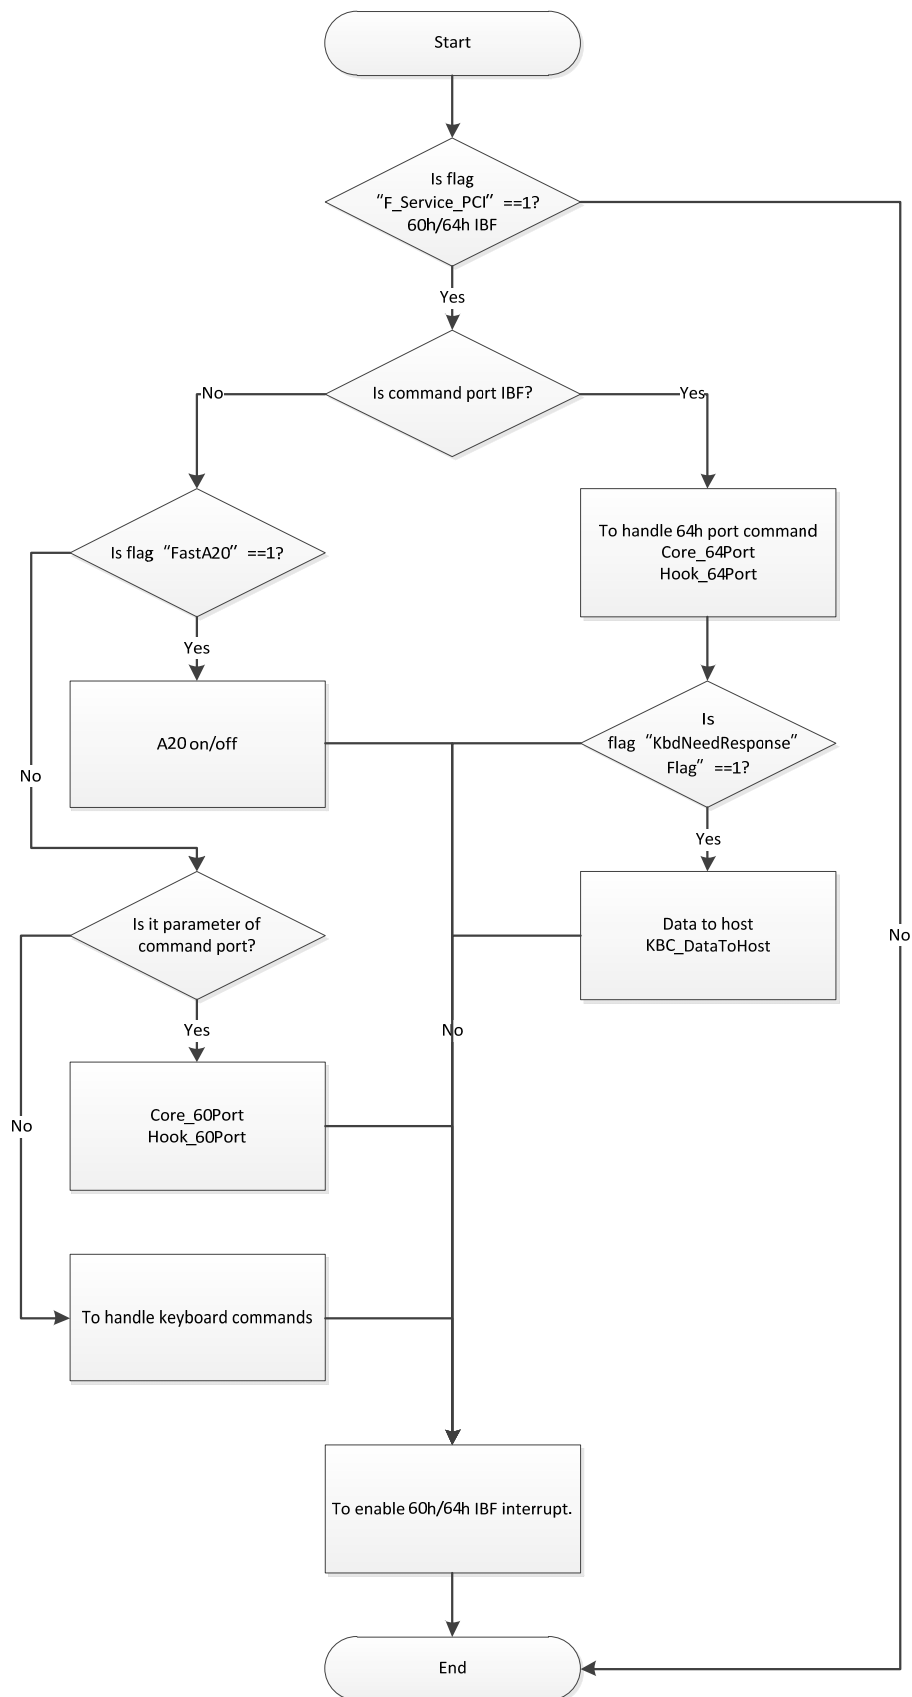 Start
Is flag
“F_Service_PCI” ==1?
60h/64h IBF
Yes
Is command port IBF?
No
Yes
Is flag “FastA20” ==1?
To handle 64h port command
Core_64Port
Hook_64Port
Yes
A20 on/off
Is
flag “KbdNeedResponse”
Flag” ==1?
No
Yes
Is it parameter of
command port?
Data to host
KBC_DataToHost
No
Yes
No
Core_60Port
Hook_60Port
No
To handle keyboard commands
To enable 60h/64h IBF interrupt.
End